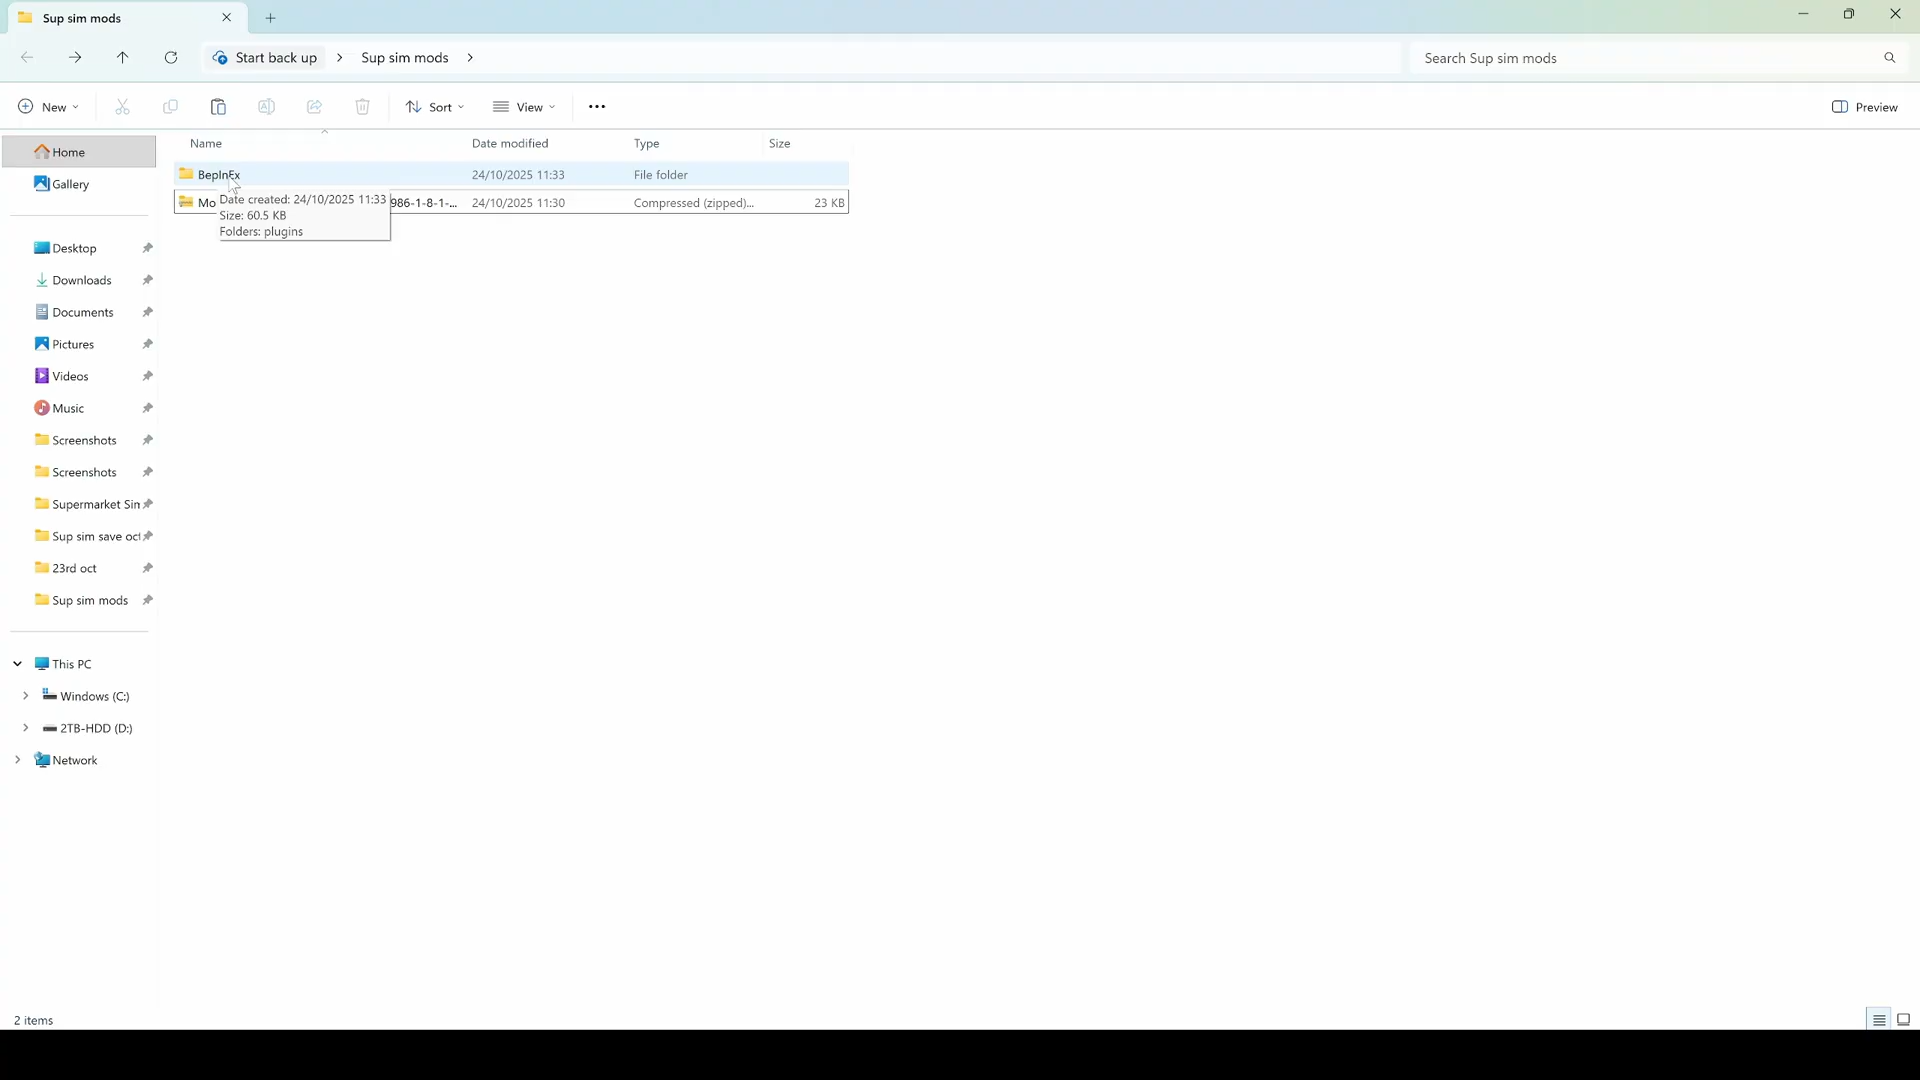 Sup sim mods
Start back up > Sup sim mods >
Search Sup sim mods
New
Sort
View
Preview
Name Date modified Type Size
Home
Gallery
BepInEx 24/10/2025 11:33 File folder
Mo 986-1-8-1-... 24/10/2025 11:30 Compressed (zipped)... 23 KB
Date created: 24/10/2025 11:33
Size: 60.5 KB
Folders: plugins
Desktop
Downloads
Documents
Pictures
Videos
Music
Screenshots
Screenshots
Supermarket Sim
Sup sim save oct
23rd oct
Sup sim mods
This PC
Windows (C:)
2TB-HDD (D:)
Network
2 items